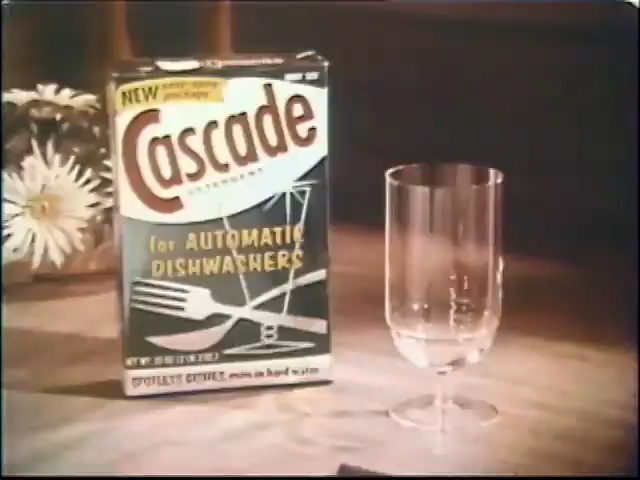 NEW
Cascade
DETERGENT
for AUTOMATIC
DISHWASHERS
SPOTLESS DISHES, even in hard water